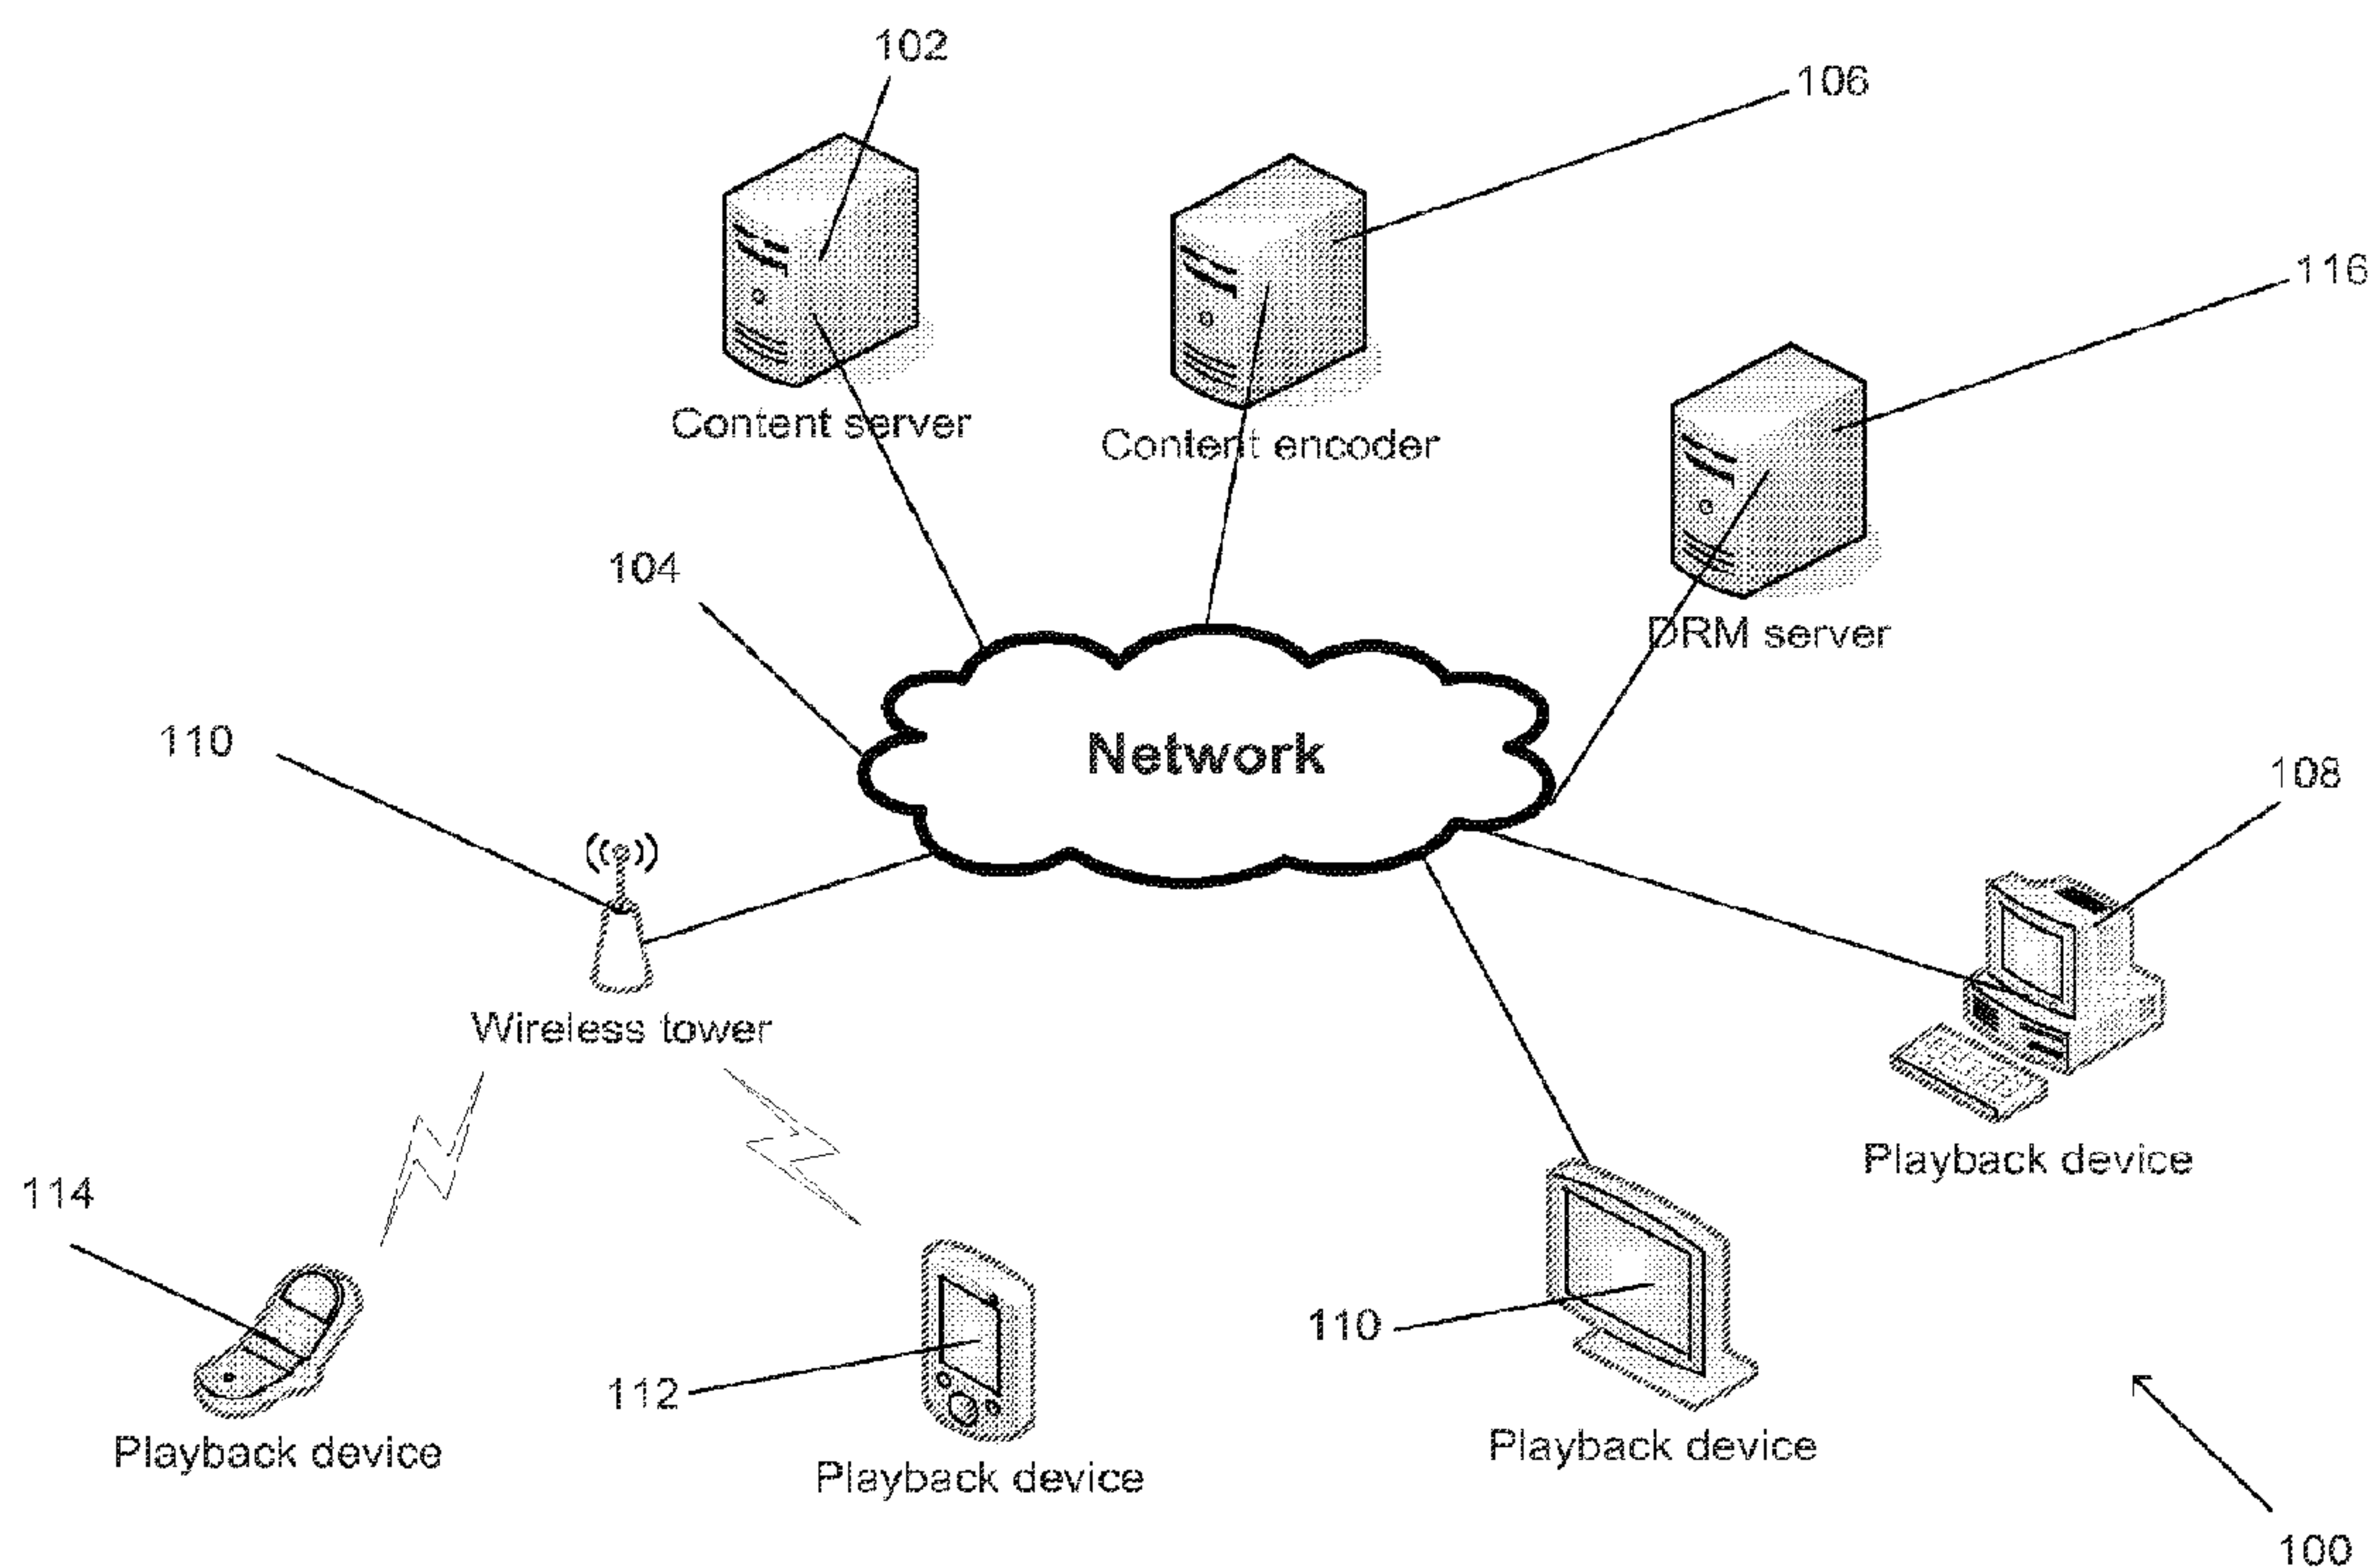 102
106
116
Content server
Content encoder
104
DRM server
110
Network
108
Wireless tower
Playback device
114
110
112
Playback device
Playback device
Playback device
100